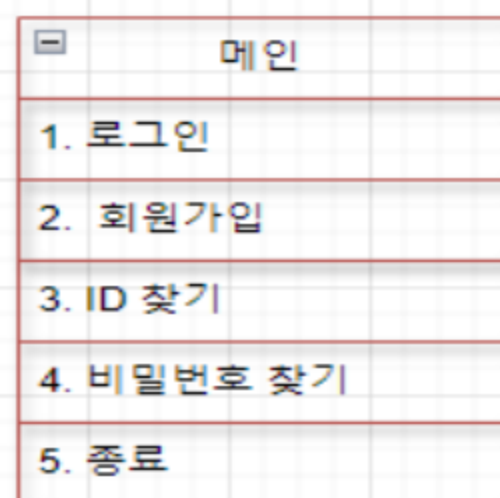 메인
1. 로그인
2. 회원가입
3. ID 찾기
4. 비밀번호 찾기
5. 종료